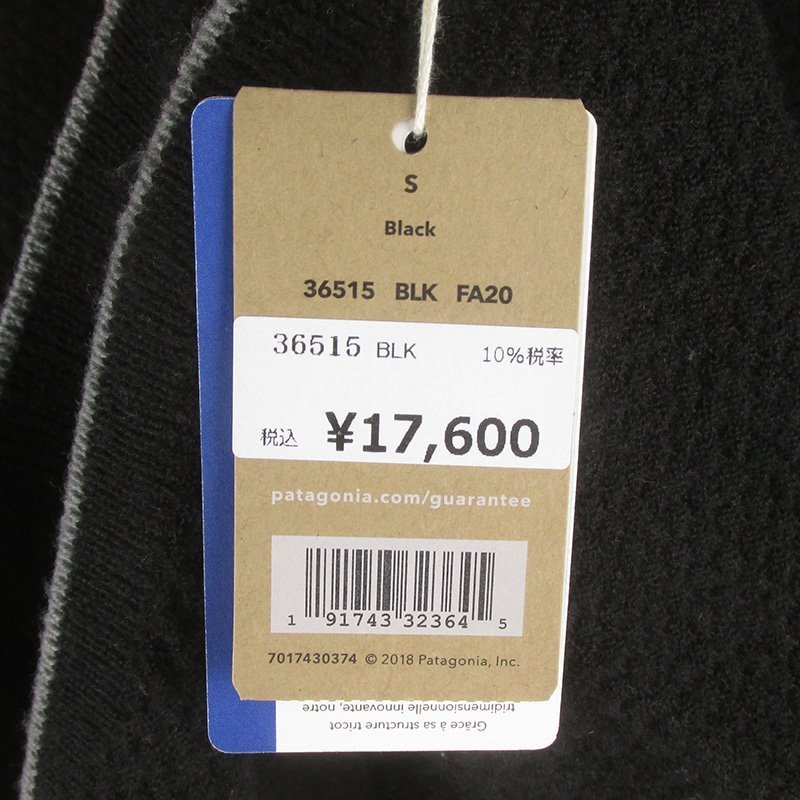 S
Black
36515 BLK FA20
36515 BLK 10%税率
税込 ¥17,600
patagonia.com/guarantee
1 91743 32364 5
7017430374 © 2018 Patagonia, Inc.
Grâce à sa structure tricot
tridimensionnelle innovante, notre